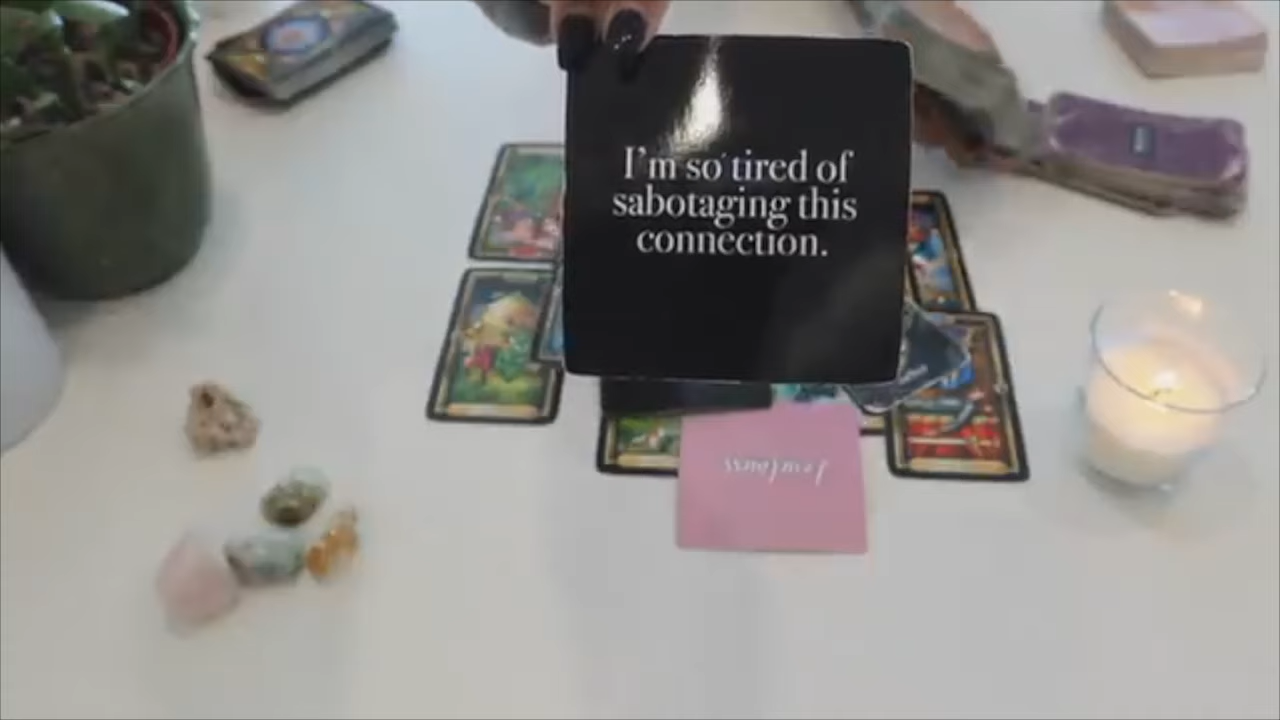 I'm so tired of
sabotaging this
connection.